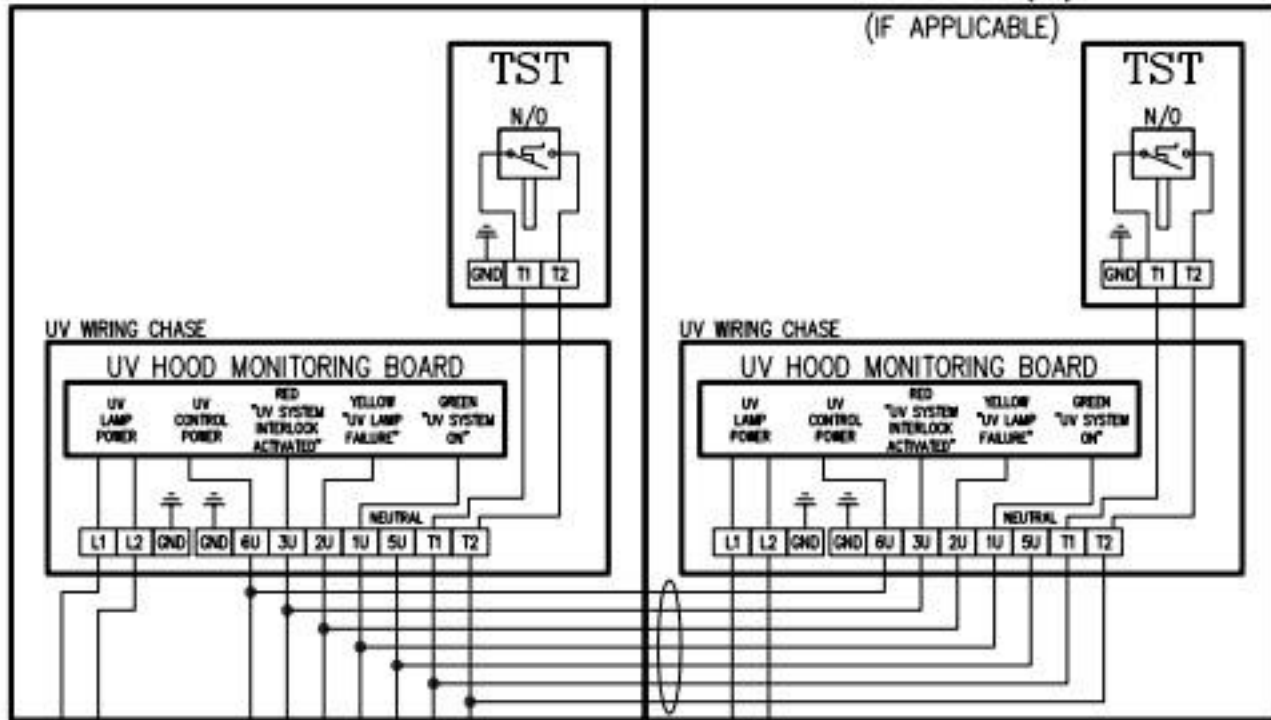 (IF APPLICABLE)
TST
N/O
GND T1 T2
UV WIRING CHASE
UV HOOD MONITORING BOARD
UV
LAMP
POWER
UV
CONTROL
POWER
RED
"UV SYSTEM
INTERLOCK
ACTIVATED"
YELLOW
"UV LAMP
FAILURE"
GREEN
"UV SYSTEM
ON"
NEUTRAL
L1 L2 GND GND 6U 3U 2U 1U 5U T1 T2
TST
N/O
GND T1 T2
UV WIRING CHASE
UV HOOD MONITORING BOARD
UV
LAMP
POWER
UV
CONTROL
POWER
RED
"UV SYSTEM
INTERLOCK
ACTIVATED"
YELLOW
"UV LAMP
FAILURE"
GREEN
"UV SYSTEM
ON"
NEUTRAL
L1 L2 GND GND 6U 3U 2U 1U 5U T1 T2